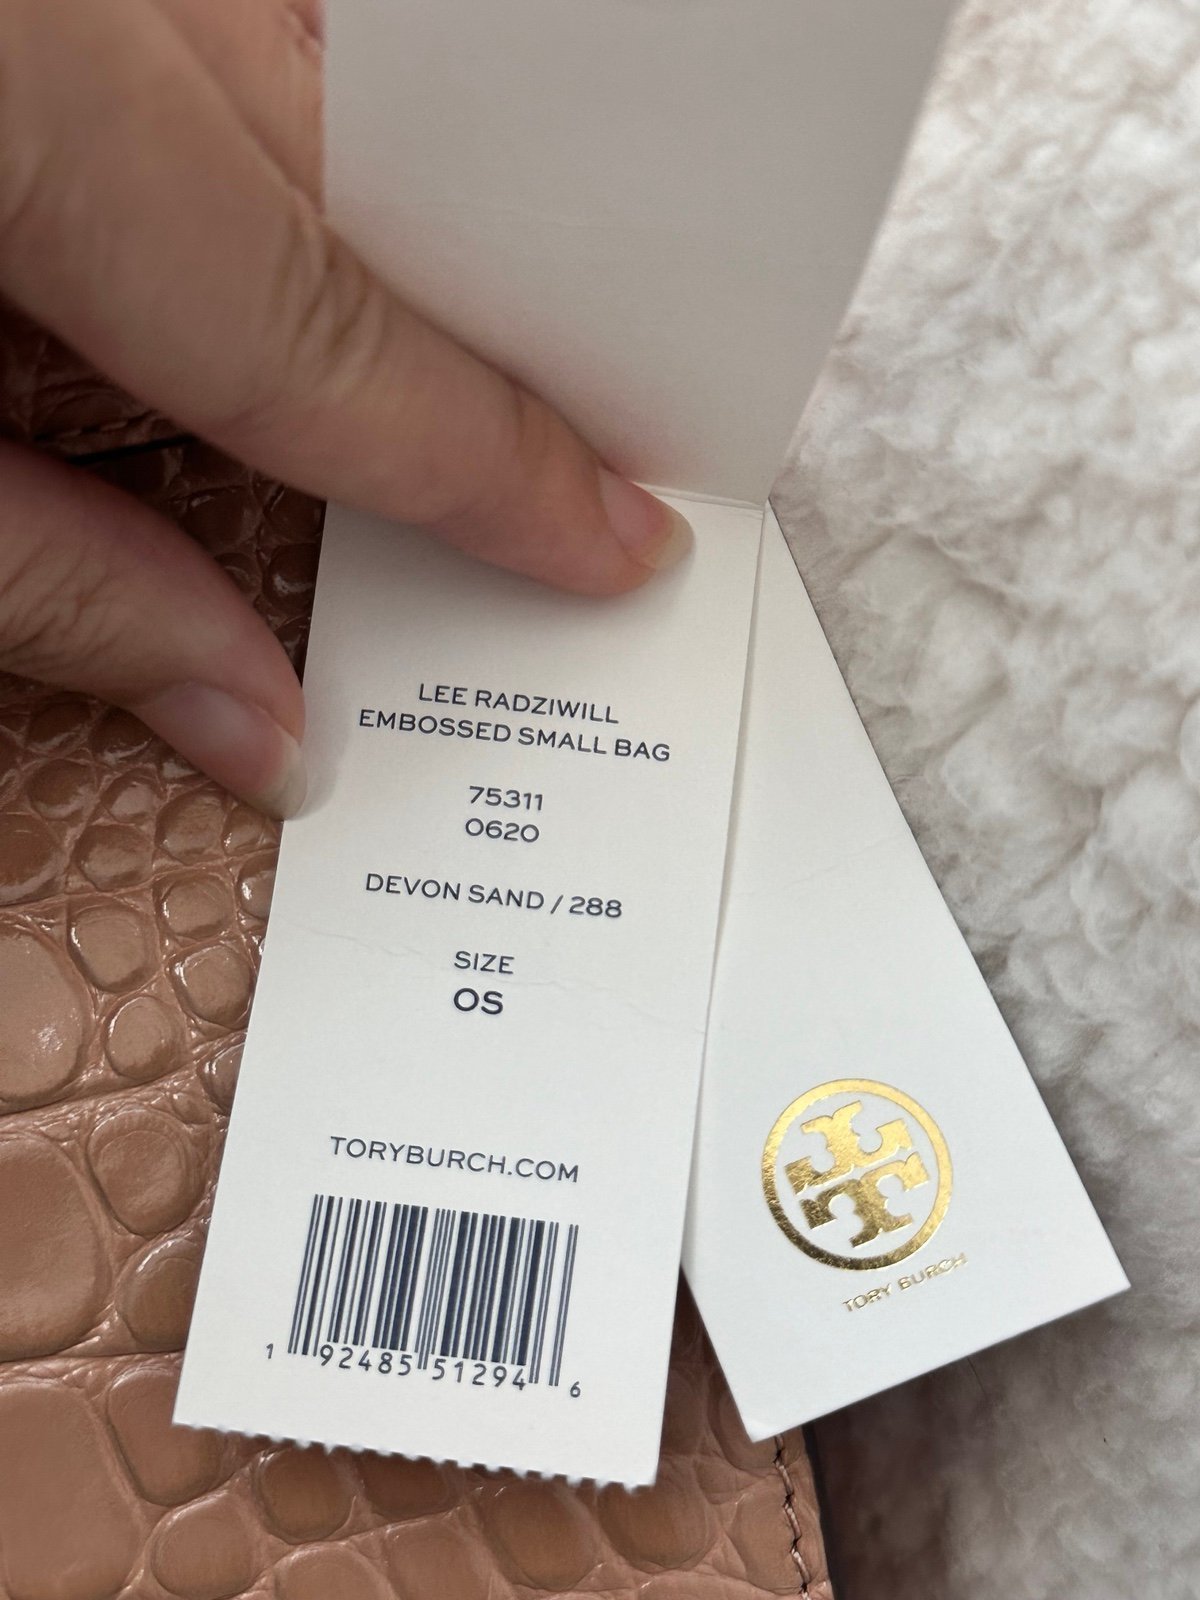 LEE RADZIWILL
EMBOSSED SMALL BAG
75311
0620
DEVON SAND / 288
SIZE
OS
TORYBURCH.COM
1 92485 51294 6
TORY BURCH